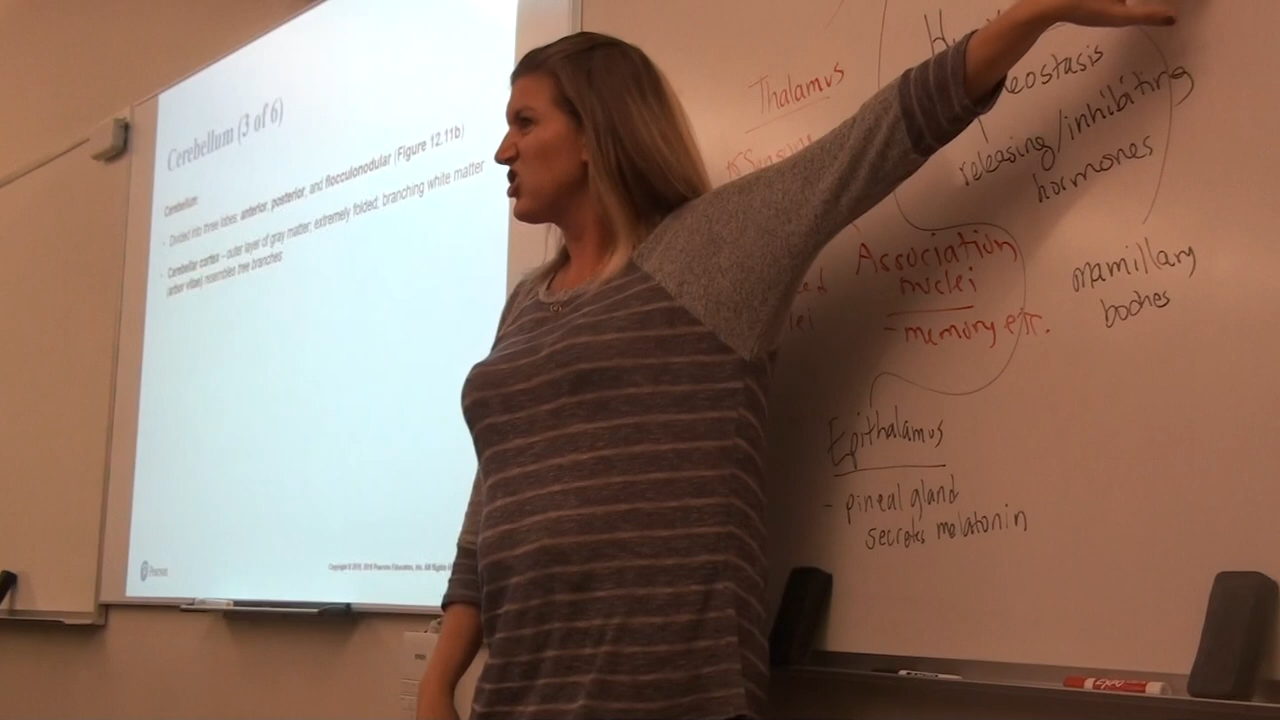 Cerebellum (3 of 6)
Cerebellum:
Divided into three lobes: anterior, posterior, and flocculonodular (Figure 12.11b)
Cerebellar cortex – outer layer of gray matter; extremely folded; branching white matter
(arbor vitae) resembles tree branches
Pearson
Thalamus
releasing/inhibiting
hormones
Association
nuclei
- memory etc.
mamillary
bodies
Epithalamus
- pineal gland
secretes melatonin
EXPO